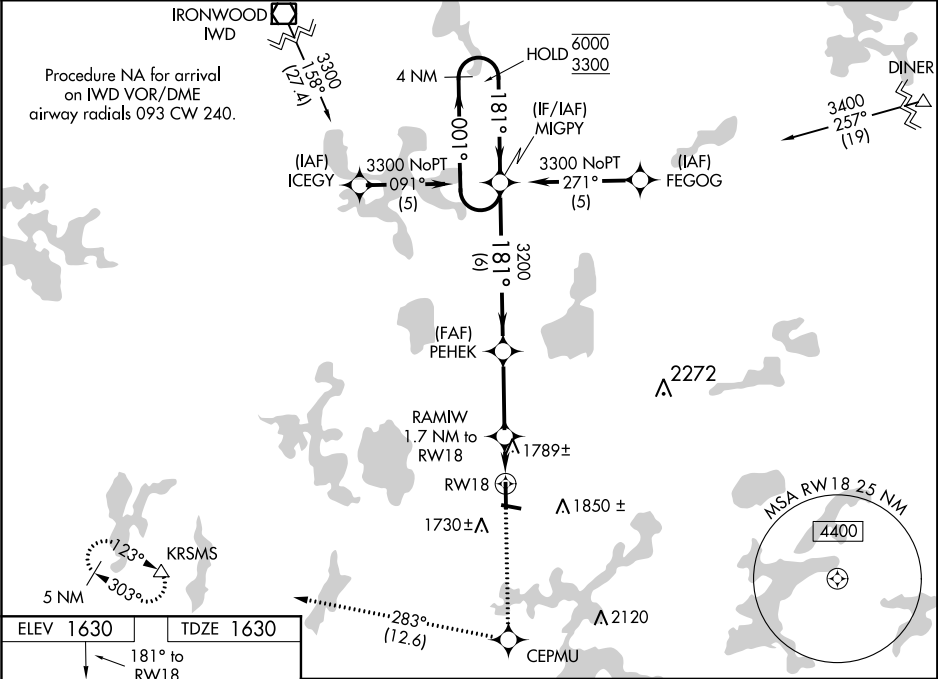 IRONWOOD
IWD
3300
158°
(27.4)
Procedure NA for arrival
on IWD VOR/DME
airway radials 093 CW 240.
4 NM
HOLD 6000
3300
001°
181°
(IF/IAF)
MIGPY
DINER
3400
257°
(19)
(IAF)
ICEGY
3300 NoPT
091°
(5)
3300 NoPT
271°
(5)
(IAF)
FEGOG
3200
181°
(6)
(FAF)
PEHEK
2272
RAMIW
1.7 NM to
RW18
1789±
RW18
1850 ±
1730±
MSA RW18 25 NM
4400
123°
303°
KRSMS
5 NM
283°
(12.6)
2120
CEPMU
ELEV 1630
TDZE 1630
181° to
RW18